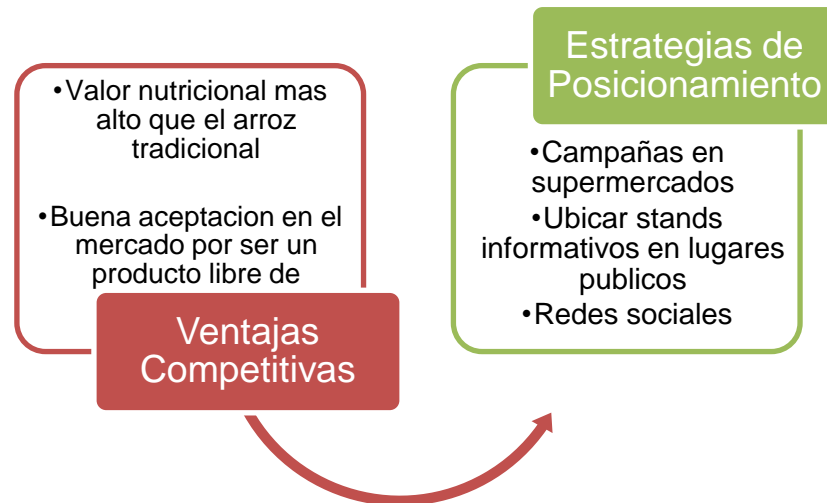 •Valor nutricional mas
alto que el arroz
tradicional
•Buena aceptacion en el
mercado por ser un
producto libre de
Ventajas
Competitivas
Estrategias de
Posicionamiento
•Campañas en
supermercados
•Ubicar stands
informativos en lugares
publicos
•Redes sociales